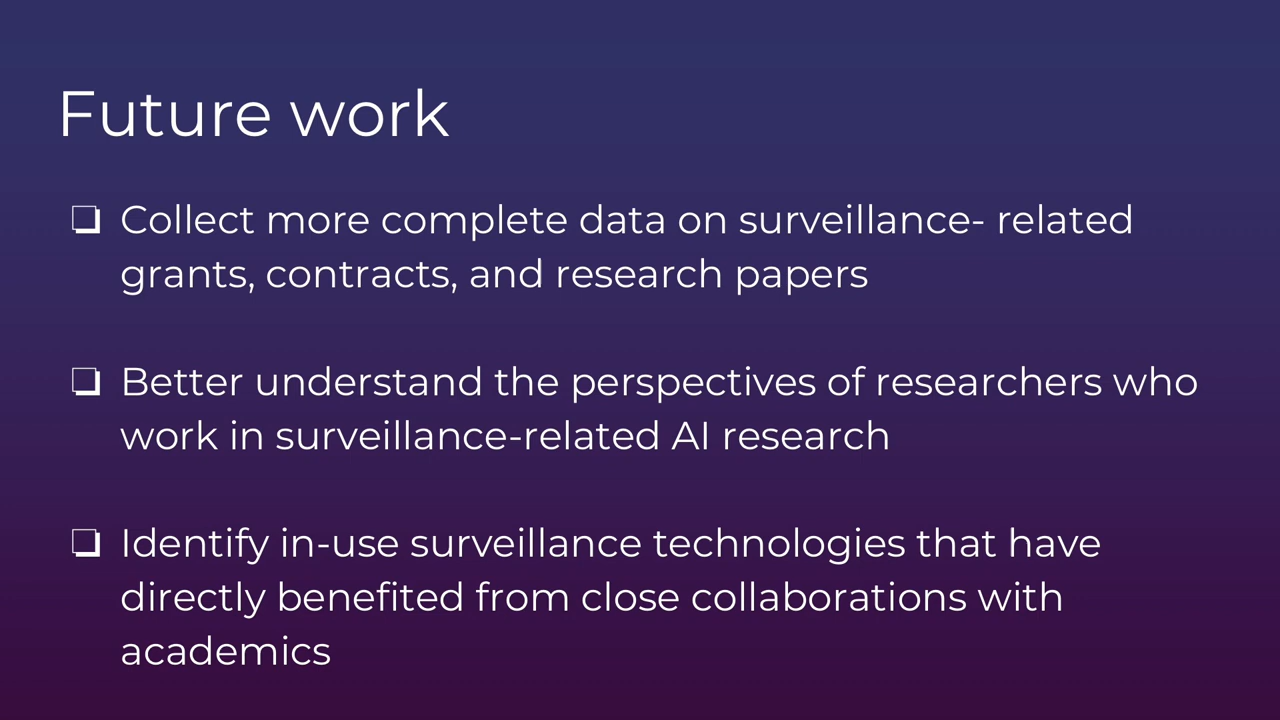 Future work
❏ Collect more complete data on surveillance- related
grants, contracts, and research papers
❏ Better understand the perspectives of researchers who
work in surveillance-related AI research
❏ Identify in-use surveillance technologies that have
directly benefited from close collaborations with
academics